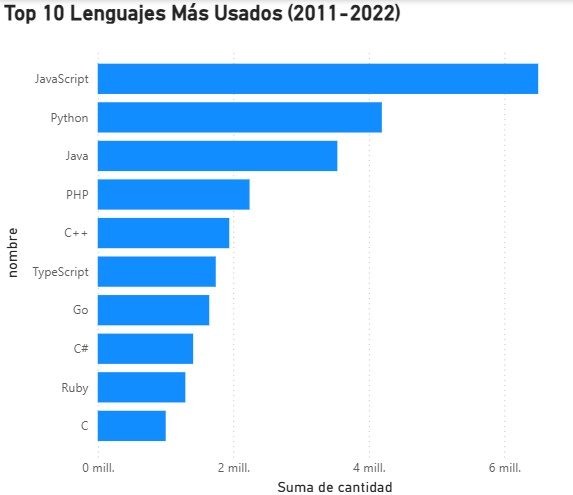 Top 10 Lenguajes Más Usados (2011-2022)
nombre
JavaScript
Python
Java
PHP
C++
TypeScript
Go
C#
Ruby
C
0 mill. 2 mill. 4 mill. 6 mill.
Suma de cantidad